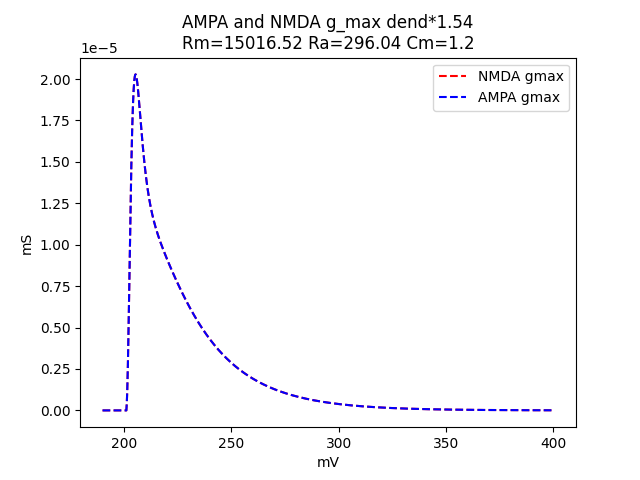 AMPA and NMDA g_max dend*1.54
Rm=15016.52 Ra=296.04 Cm=1.2
1e−5
NMDA gmax
AMPA gmax
2.00
1.75
1.50
1.25
1.00
0.75
0.50
0.25
0.00
mS
200 250 300 350 400
mV